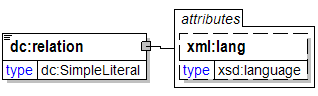 attributes
dc:relation
xml:lang
type dc:SimpleLiteral
type xsd:language